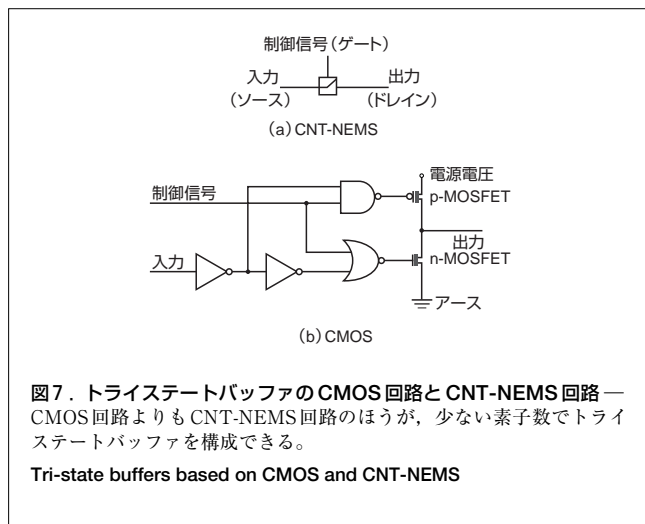 制御信号(ゲート)
入力
(ソース)
出力
(ドレイン)
(a)CNT-NEMS
電源電圧
制御信号
p-MOSFET
出力
入力
n-MOSFET
アース
(b)CMOS
図7．トライステートバッファのCMOS回路とCNT-NEMS回路 —
CMOS回路よりもCNT-NEMS回路のほうが，少ない素子数でトライ
ステートバッファを構成できる。
Tri-state buffers based on CMOS and CNT-NEMS